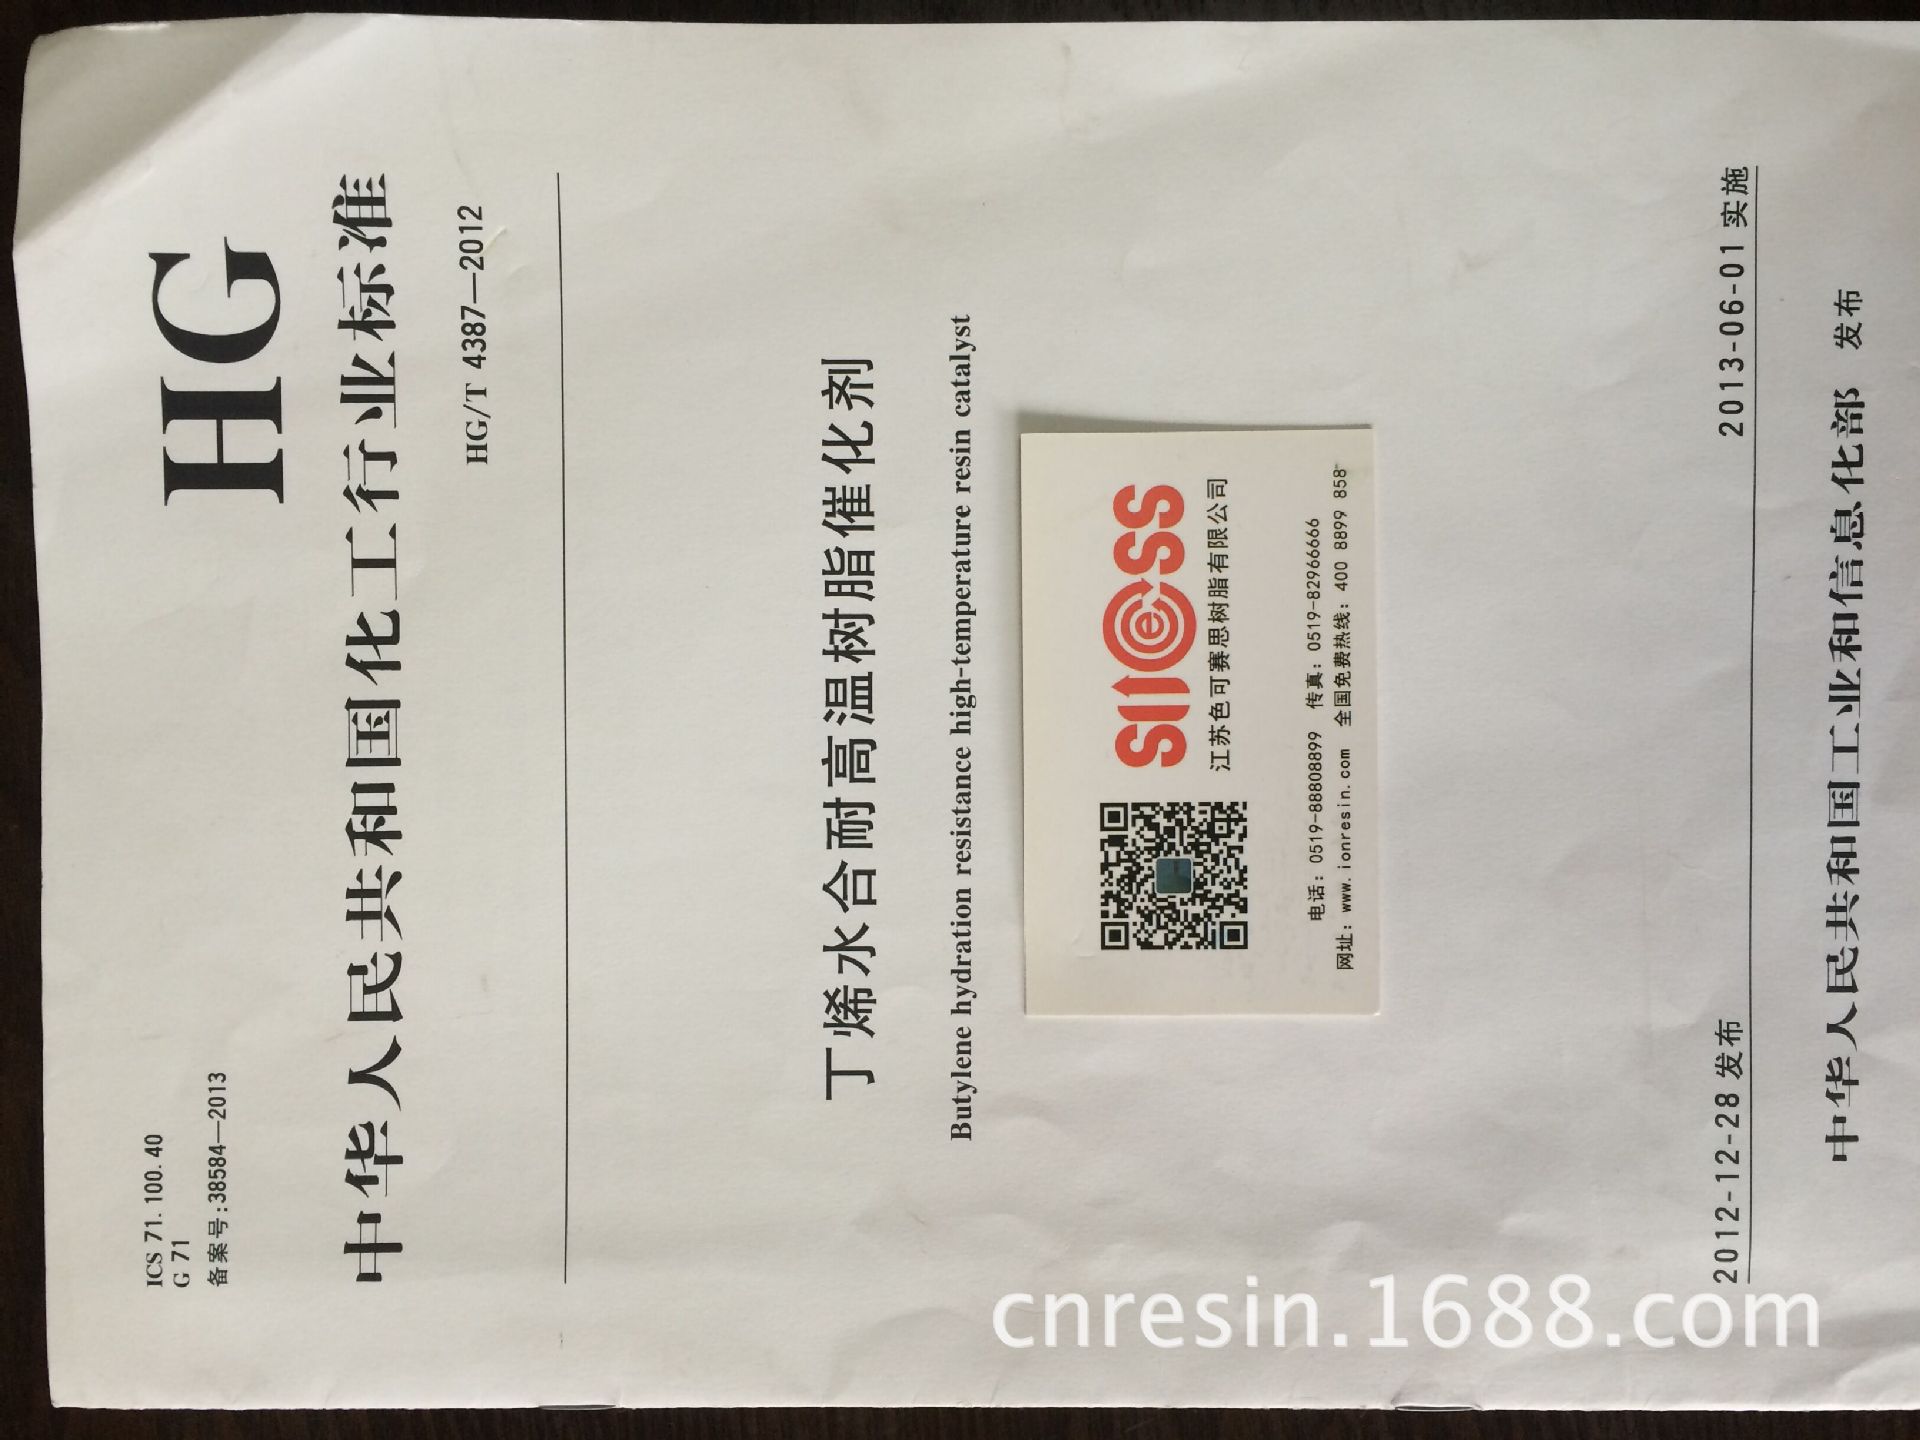 ICS 71.100.40
G 71
备案号:38584—2013
HG
中华人民共和国化工行业标准
HG/T 4387—2012
丁烯水合耐高温树脂催化剂
Butylene hydration resistance high-temperature resin catalyst
江苏色可赛思树脂有限公司
电话: 0519-88808899 传真: 0519-82966666
网址: www.ionresin.com 全国免费热线: 400 8899 858
2012-12-28发布
2013-06-01实施
中华人民共和国工业和信息化部 发布
cnresin.1688.com